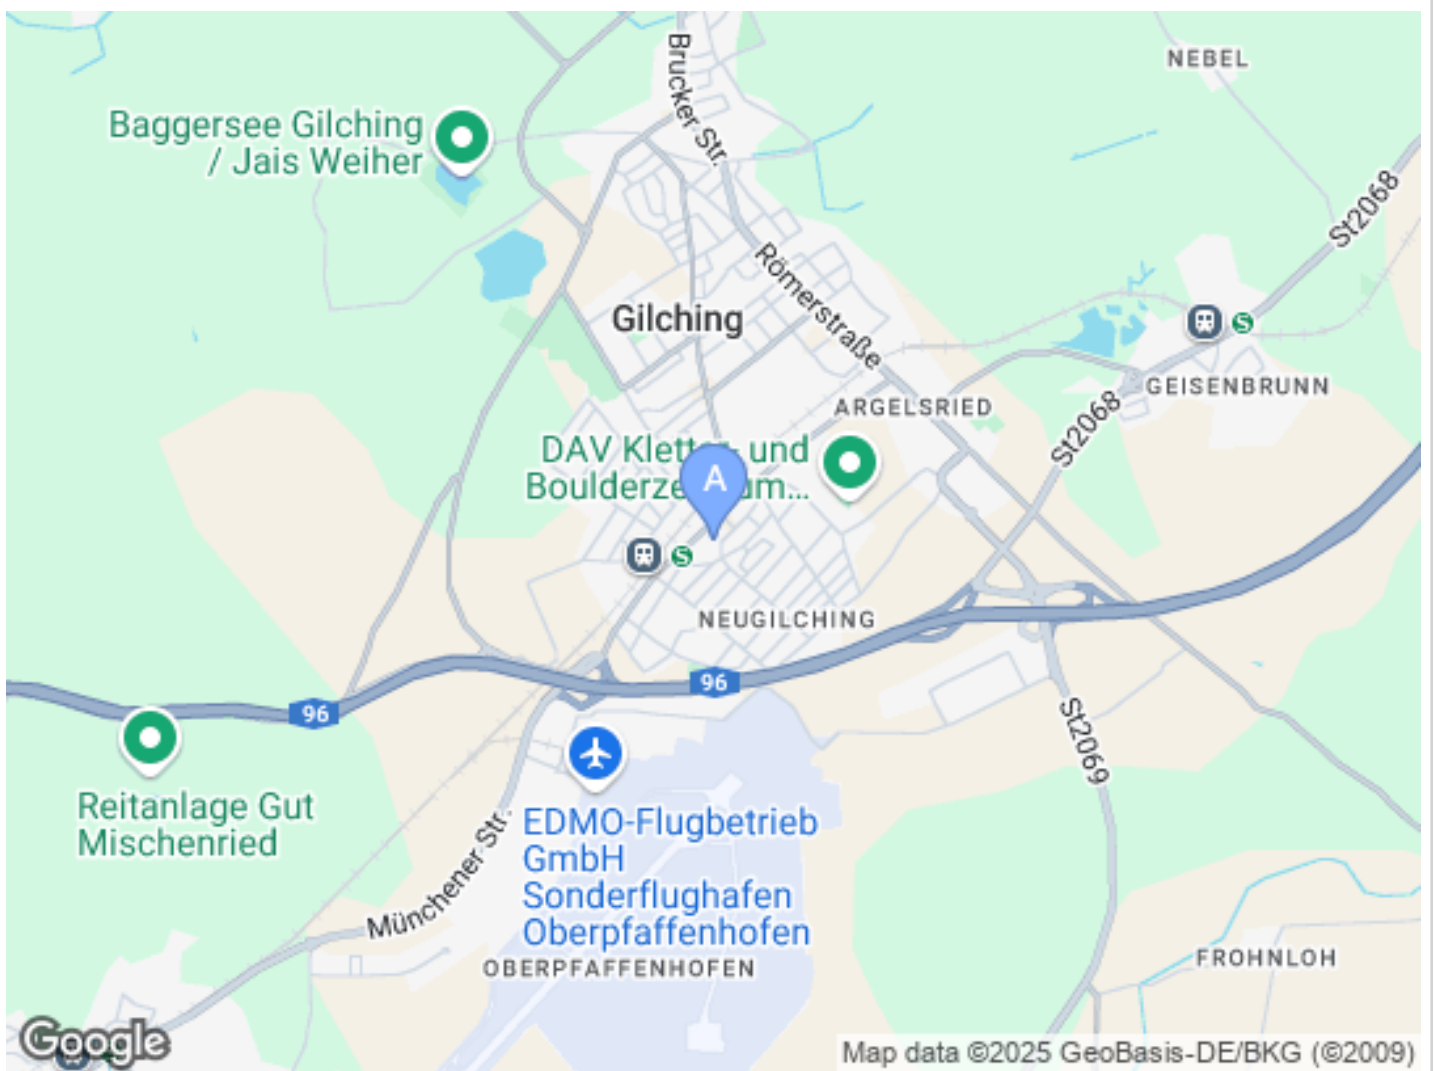 Brucker Str.
NEBEL
Baggersee Gilching
/ Jais Weiher
St2068
Römerstraße
Gilching
S
GEISENBRUNN
ARGELSRIED
St2068
DAV Kletter- und
A
S
NEUGILCHING
96
96
St2069
Reitanlage Gut
Mischenried
EDMO-Flugbetrieb
GmbH
Sonderflughafen
Oberpfaffenhofen
Münchener Str.
OBERPFAFFENHOFEN
FROHNLOH
Google
Map data ©2025 GeoBasis-DE/BKG (©2009)